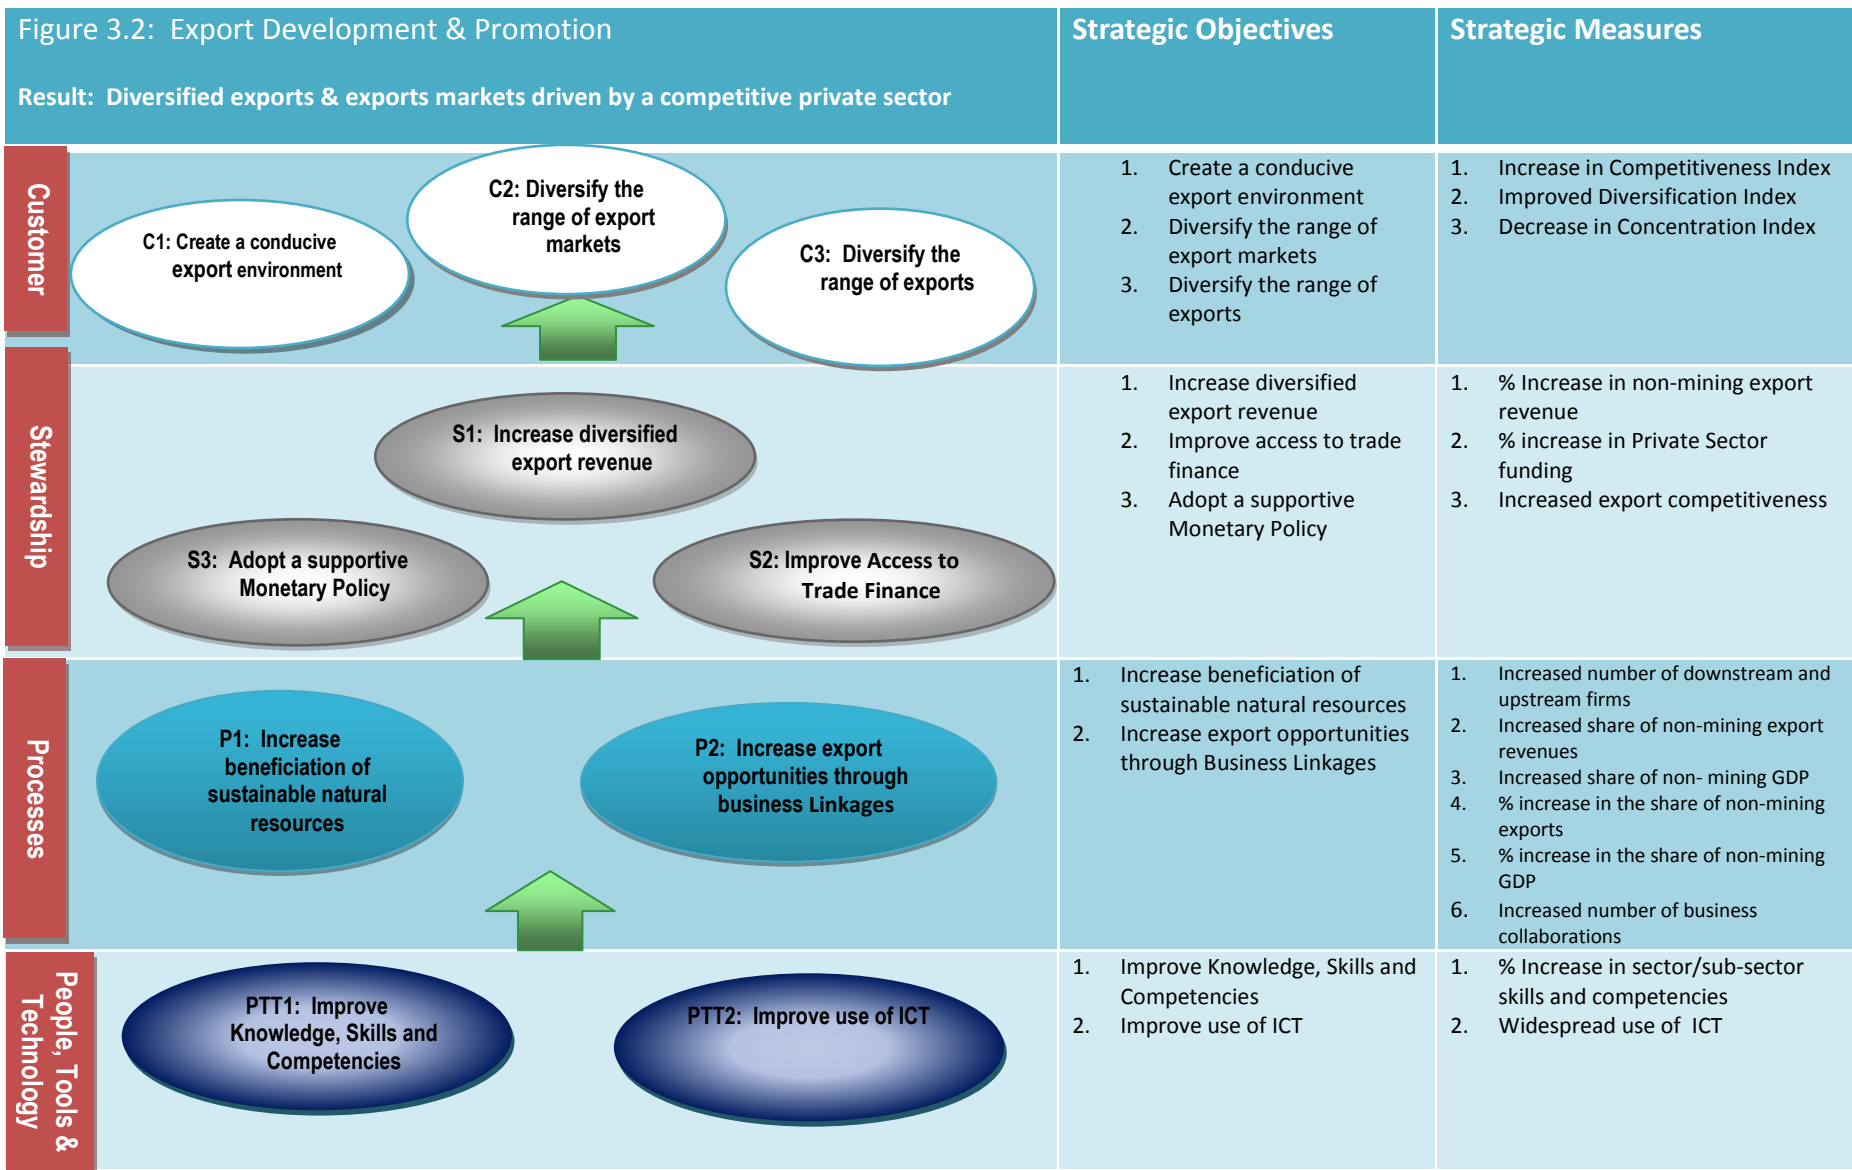 Figure 3.2: Export Development & Promotion
Result: Diversified exports & exports markets driven by a competitive private sector
Strategic Objectives
Strategic Measures
Customer
C1: Create a conducive
export environment
C2: Diversify the
range of export
markets
C3: Diversify the
range of exports
1. Create a conducive
export environment
2. Diversify the range of
export markets
3. Diversify the range of
exports
1. Increase in Competitiveness Index
2. Improved Diversification Index
3. Decrease in Concentration Index
Stewardship
S1: Increase diversified
export revenue
S3: Adopt a supportive
Monetary Policy
S2: Improve Access to
Trade Finance
1. Increase diversified
export revenue
2. Improve access to trade
finance
3. Adopt a supportive
Monetary Policy
1. % Increase in non-mining export
revenue
2. % increase in Private Sector
funding
3. Increased export competitiveness
Processes
P1: Increase
beneficiation of
sustainable natural
resources
P2: Increase export
opportunities through
business Linkages
1. Increase beneficiation of
sustainable natural resources
2. Increase export opportunities
through Business Linkages
1. Increased number of downstream and
upstream firms
2. Increased share of non-mining export
revenues
3. Increased share of non- mining GDP
4. % increase in the share of non-mining
exports
5. % increase in the share of non-mining
GDP
6. Increased number of business
collaborations
People, Tools &
Technology
PTT1: Improve
Knowledge, Skills and
Competencies
PTT2: Improve use of ICT
1. Improve Knowledge, Skills and
Competencies
2. Improve use of ICT
1. % Increase in sector/sub-sector
skills and competencies
2. Widespread use of ICT